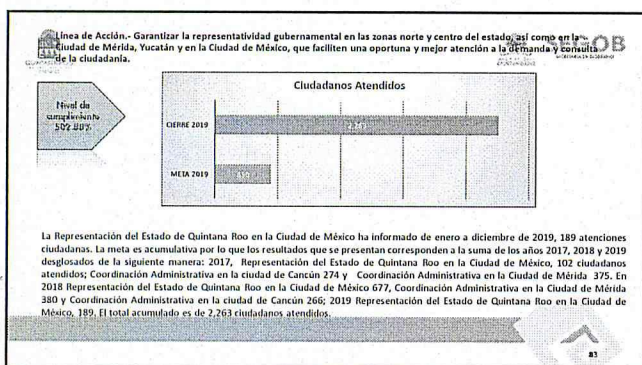 Línea de Acción.- Garantizar la representatividad gubernamental en las zonas norte y centro del estado, así como en la
Ciudad de Mérida, Yucatán y en la Ciudad de México, que faciliten una oportuna y mejor atención a la demanda y consulta
de la ciudadanía.
SEGOB
Nivel de
cumplimiento
Ciudadanos Atendidos
CIERRE 2019
META 2019
La Representación del Estado de Quintana Roo en la Ciudad de México ha informado de enero a diciembre de 2019, 189 atenciones
ciudadanas. La meta es acumulativa por lo que los resultados que se presentan corresponden a la suma de los años 2017, 2018 y 2019
desglosados de la siguiente manera: 2017, Representación del Estado de Quintana Roo en la Ciudad de México, 102 ciudadanos
atendidos; Coordinación Administrativa en la ciudad de Cancún 274 y Coordinación Administrativa en la Ciudad de Mérida 375. En
2018 Representación del Estado de Quintana Roo en la Ciudad de México 677, Coordinación Administrativa en la Ciudad de Mérida
380 y Coordinación Administrativa en la ciudad de Cancún 266; 2019 Representación del Estado de Quintana Roo en la Ciudad de
México, 189. El total acumulado es de 2,263 ciudadanos atendidos.
83